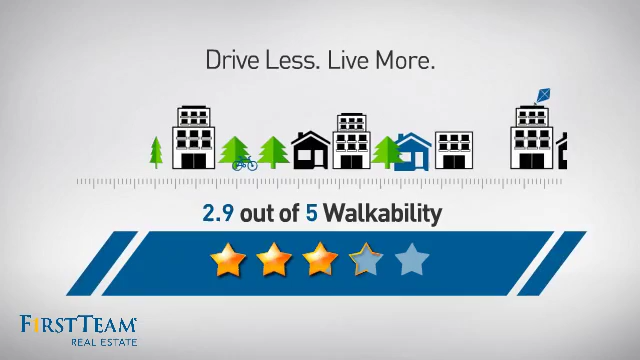 Drive Less. Live More.
2.9 out of 5 Walkability
FIRSTTEAM®
REAL ESTATE